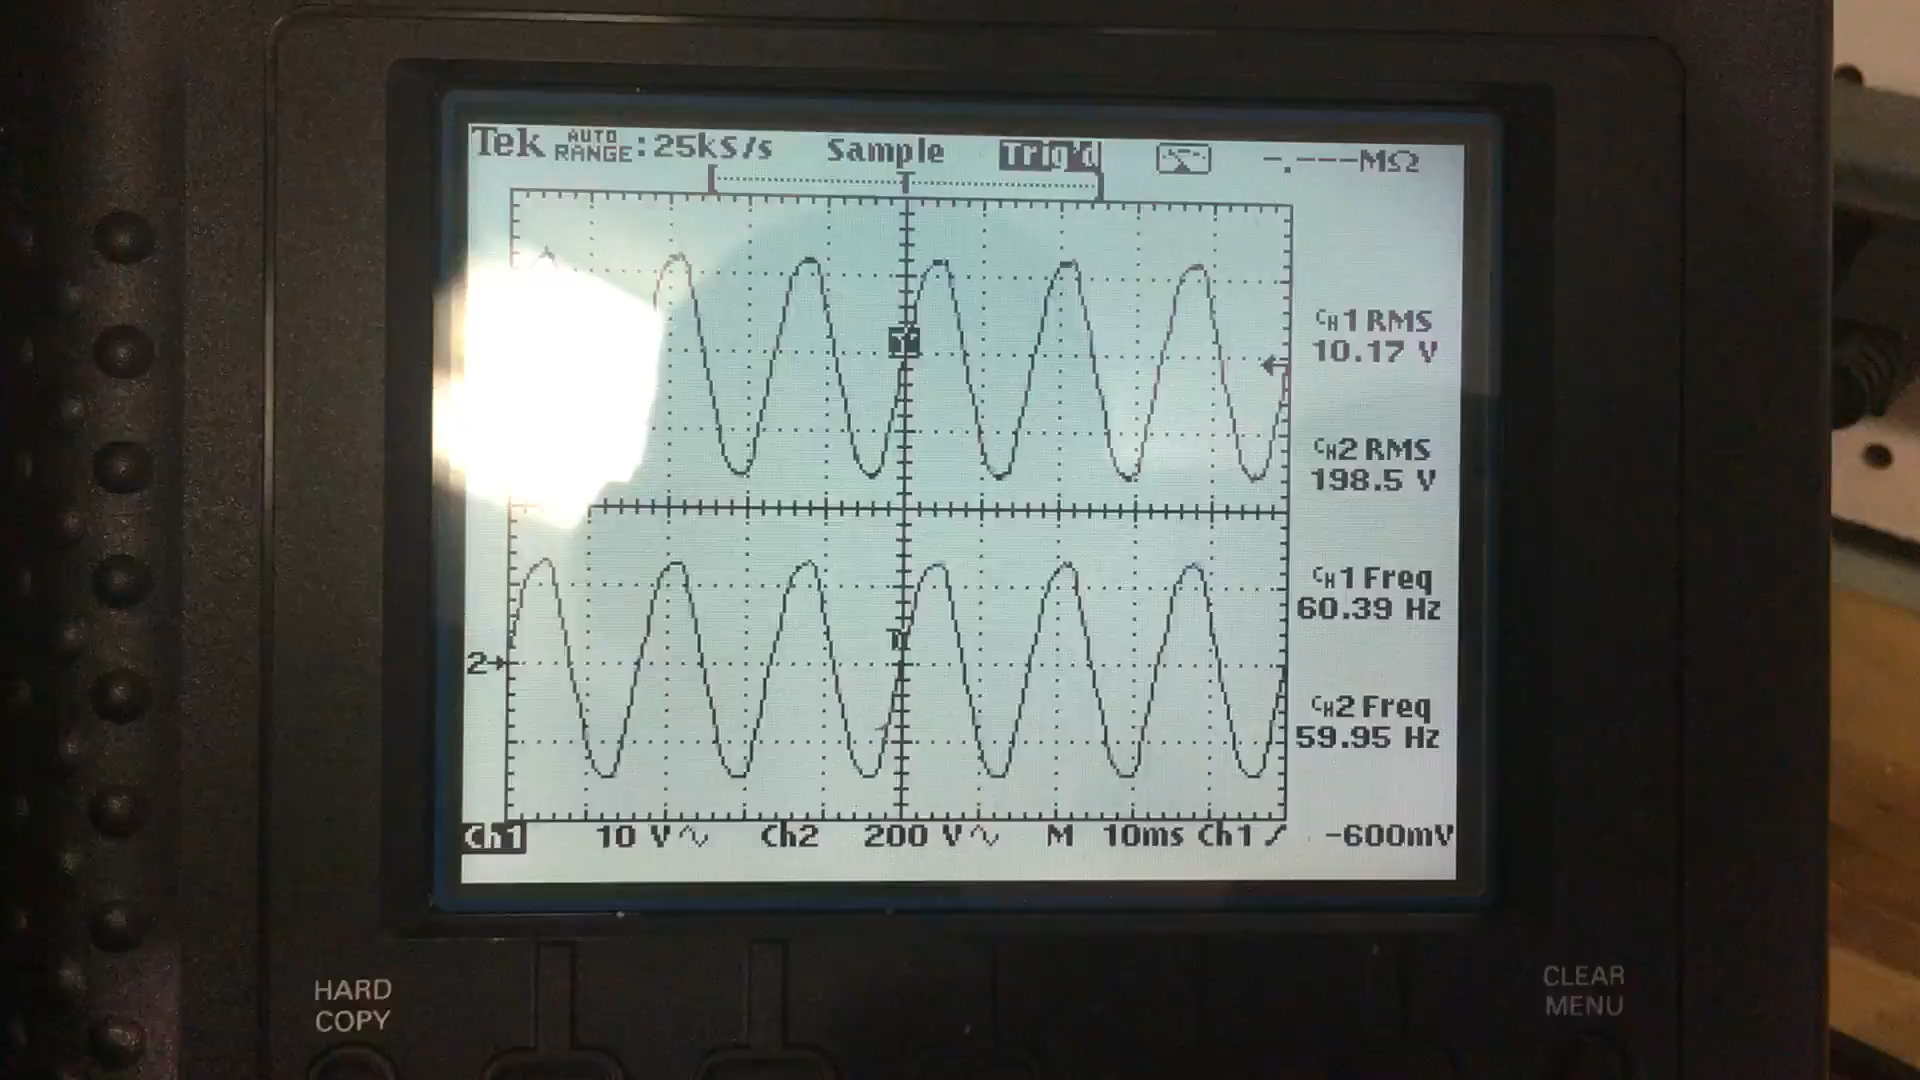 Tek AUTO RANGE:25kS/s Sample Trig'd -.---MΩ
T
T
CH1 RMS
10.17 V
CH2 RMS
198.5 V
CH1 Freq
60.39 Hz
2
CH2 Freq
59.95 Hz
Ch1 10 V Ch2 200 V M 10ms Ch1 -600mV
HARD
COPY
CLEAR
MENU